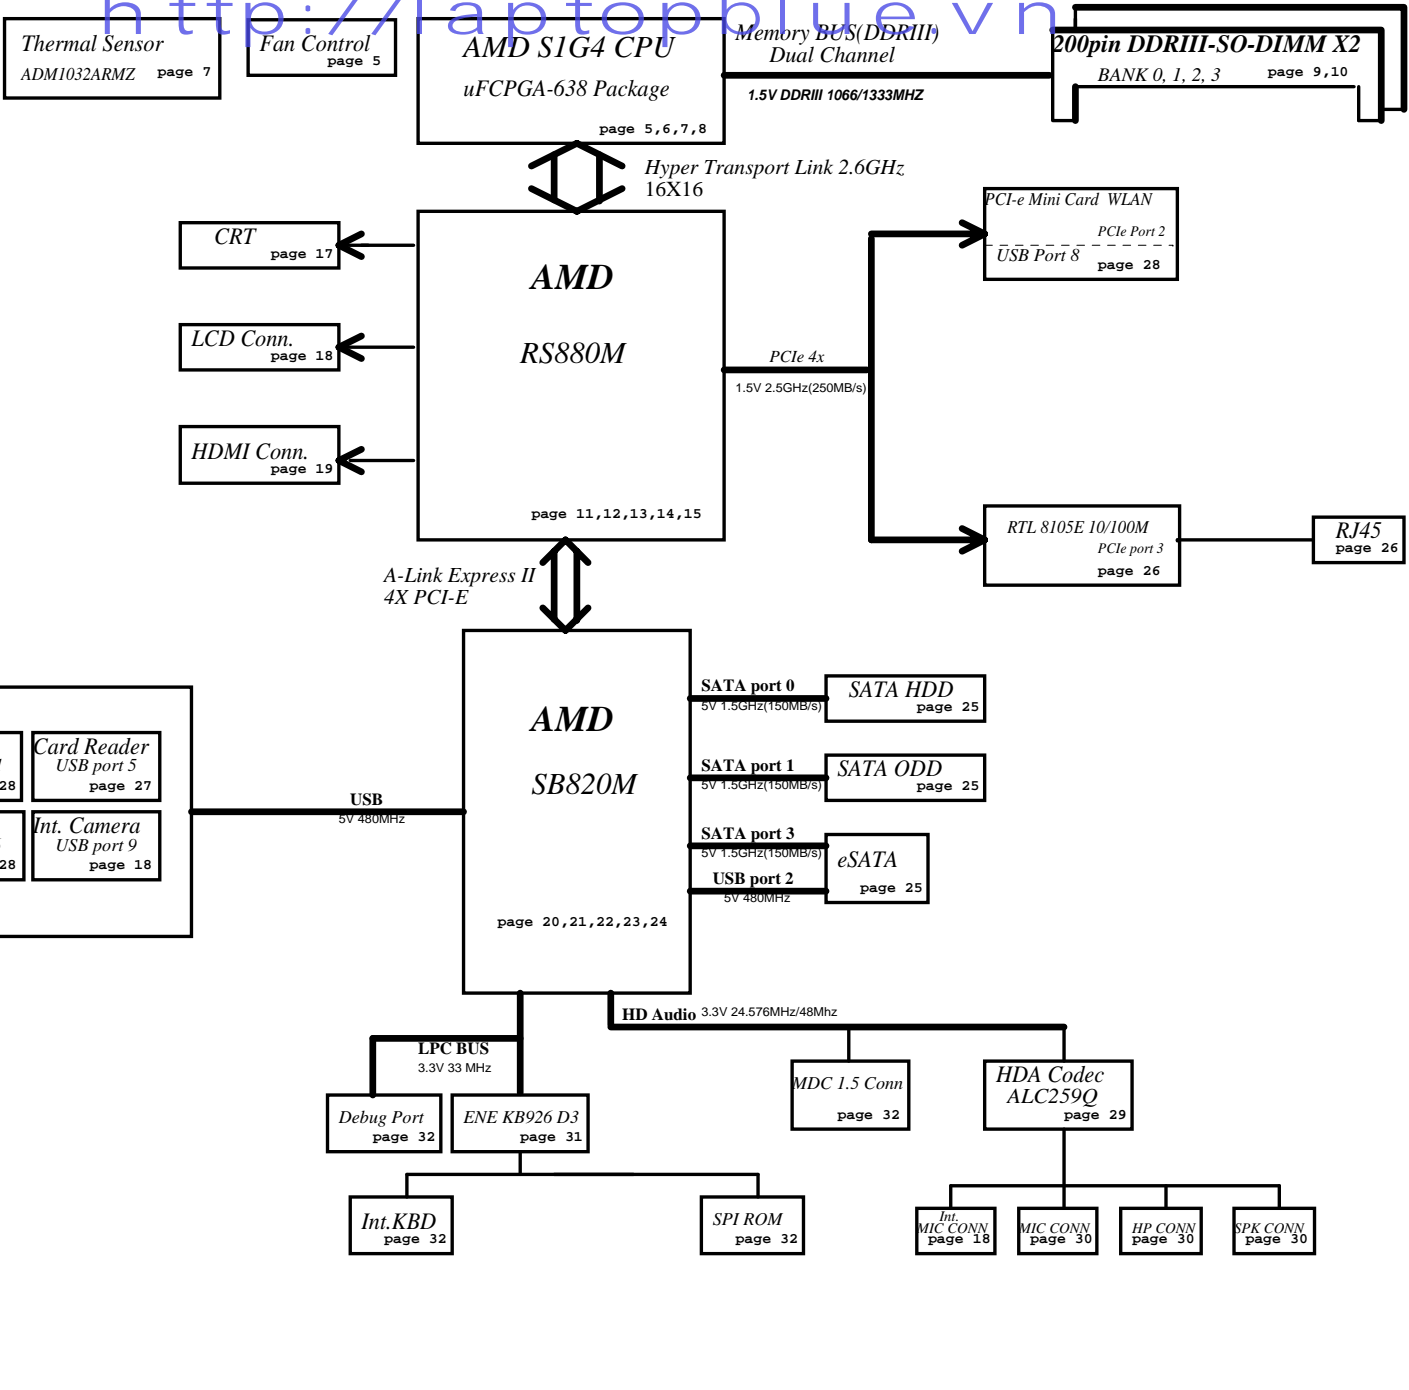 http://laptopblue.vn
Thermal Sensor
ADM1032ARMZ page 7
Fan Control
page 5
AMD S1G4 CPU
uFCPGA-638 Package
page 5,6,7,8
Memory BUS(DDRIII)
Dual Channel
1.5V DDRIII 1066/1333MHZ
200pin DDRIII-SO-DIMM X2
BANK 0, 1, 2, 3 page 9,10
Hyper Transport Link 2.6GHz
16X16
CRT
page 17
LCD Conn.
page 18
HDMI Conn.
page 19
AMD
RS880M
page 11,12,13,14,15
PCIe 4x
1.5V 2.5GHz(250MB/s)
PCI-e Mini Card WLAN
PCIe Port 2
USB Port 8 page 28
RTL 8105E 10/100M
PCIe port 3
page 26
RJ45
page 26
A-Link Express II
4X PCI-E
AMD
SB820M
page 20,21,22,23,24
SATA port 0
5V 1.5GHz(150MB/s)
SATA HDD
page 25
SATA port 1
5V 1.5GHz(150MB/s)
SATA ODD
page 25
SATA port 3
5V 1.5GHz(150MB/s)
USB port 2
5V 480MHz
eSATA
page 25
28
Card Reader
USB port 5
page 27
28
Int. Camera
USB port 9
page 18
USB
5V 480MHz
LPC BUS
3.3V 33 MHz
HD Audio 3.3V 24.576MHz/48Mhz
Debug Port
page 32
ENE KB926 D3
page 31
MDC 1.5 Conn
page 32
HDA Codec
ALC259Q
page 29
Int.KBD
page 32
SPI ROM
page 32
Int.
MIC CONN
page 18
MIC CONN
page 30
HP CONN
page 30
SPK CONN
page 30